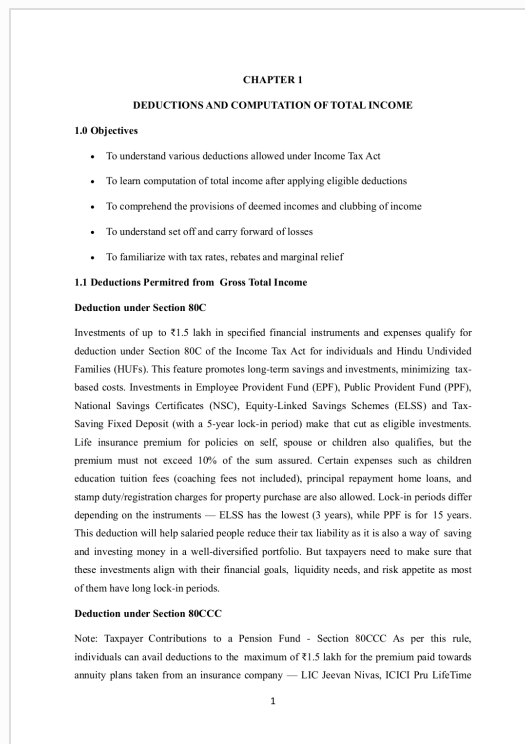 CHAPTER 1
DEDUCTIONS AND COMPUTATION OF TOTAL INCOME
1.0 Objectives
• To understand various deductions allowed under Income Tax Act
• To learn computation of total income after applying eligible deductions
• To comprehend the provisions of deemed incomes and clubbing of income
• To understand set off and carry forward of losses
• To familiarize with tax rates, rebates and marginal relief
1.1 Deductions Permitred from Gross Total Income
Deduction under Section 80C
Investments of up to ₹1.5 lakh in specified financial instruments and expenses qualify for
deduction under Section 80C of the Income Tax Act for individuals and Hindu Undivided
Families (HUFs). This feature promotes long-term savings and investments, minimizing tax-
based costs. Investments in Employee Provident Fund (EPF), Public Provident Fund (PPF),
National Savings Certificates (NSC), Equity-Linked Savings Schemes (ELSS) and Tax-
Saving Fixed Deposit (with a 5-year lock-in period) make that cut as eligible investments.
Life insurance premium for policies on self, spouse or children also qualifies, but the
premium must not exceed 10% of the sum assured. Certain expenses such as children
education tuition fees (coaching fees not included), principal repayment home loans, and
stamp duty/registration charges for property purchase are also allowed. Lock-in periods differ
depending on the instruments — ELSS has the lowest (3 years), while PPF is for 15 years.
This deduction will help salaried people reduce their tax liability as it is also a way of saving
and investing money in a well-diversified portfolio. But taxpayers need to make sure that
these investments align with their financial goals, liquidity needs, and risk appetite as most
of them have long lock-in periods.
Deduction under Section 80CCC
Note: Taxpayer Contributions to a Pension Fund - Section 80CCC As per this rule,
individuals can avail deductions to the maximum of ₹1.5 lakh for the premium paid towards
annuity plans taken from an insurance company — LIC Jeevan Nivas, ICICI Pru LifeTime
1